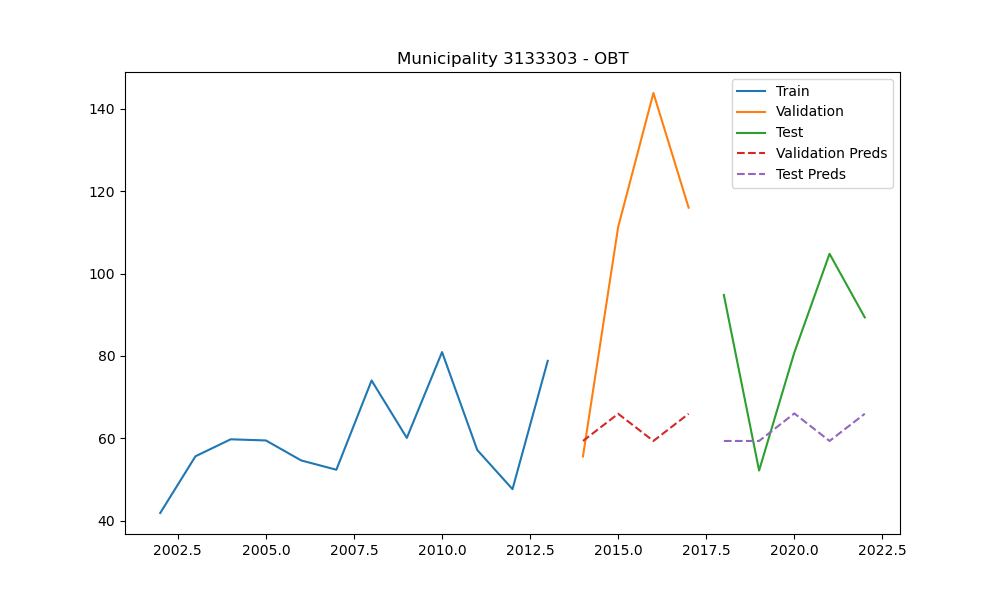 Municipality 3133303 - OBT
140
120
100
80
60
40
Train
Validation
Test
Validation Preds
Test Preds
2002.5 2005.0 2007.5 2010.0 2012.5 2015.0 2017.5 2020.0 2022.5